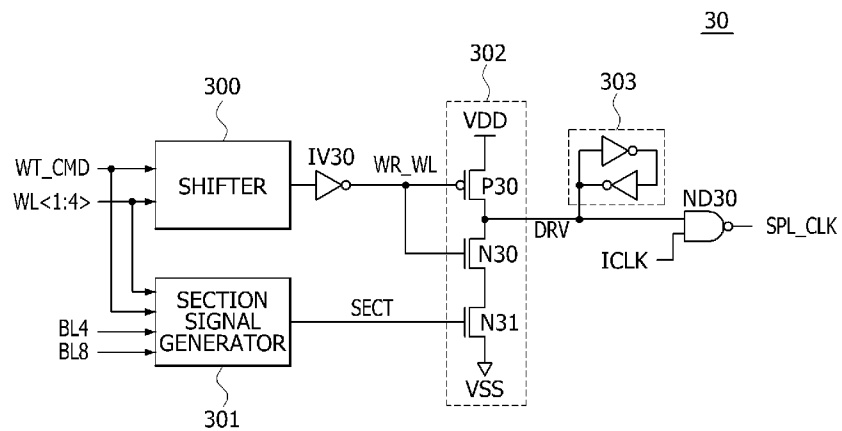 30
302
300
303
VDD
IV30
WT_CMD
WR_WL
P30
SHIFTER
WL<1:4>
ND30
DRV
SPL_CLK
N30
ICLK
SECTION
SIGNAL
GENERATOR
SECT
N31
BL4
BL8
VSS
301